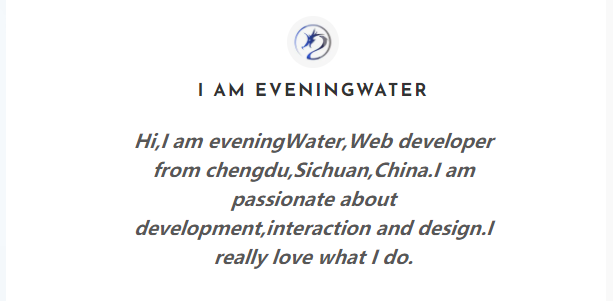 I AM EVENINGWATER
Hi,I am eveningWater,Web developer
from chengdu,Sichuan,China.I am
passionate about
development,interaction and design.I
really love what I do.